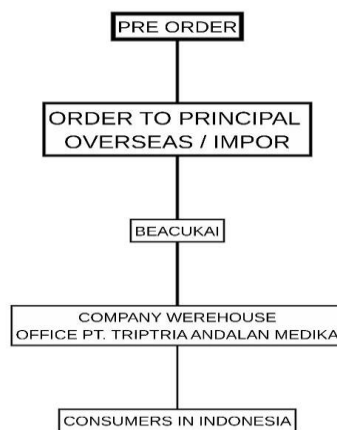 PRE ORDER
ORDER TO PRINCIPAL
OVERSEAS / IMPOR
BEACUKAI
COMPANY WEREHOUSE
OFFICE PT. TRIPTRIA ANDALAN MEDIKA
CONSUMERS IN INDONESIA